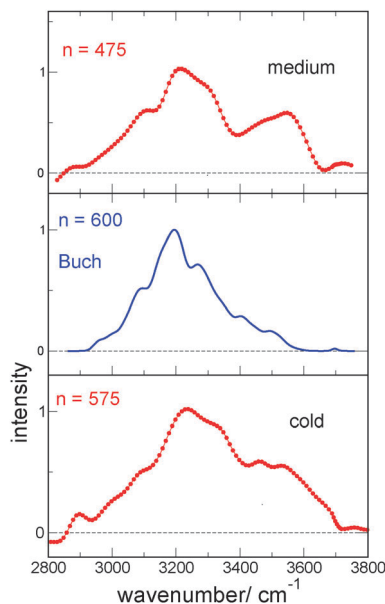 n = 475
medium
1
0
n = 600
Buch
1
0
intensity
n = 575
cold
1
0
2800 3000 3200 3400 3600 3800
wavenumber/ cm⁻¹